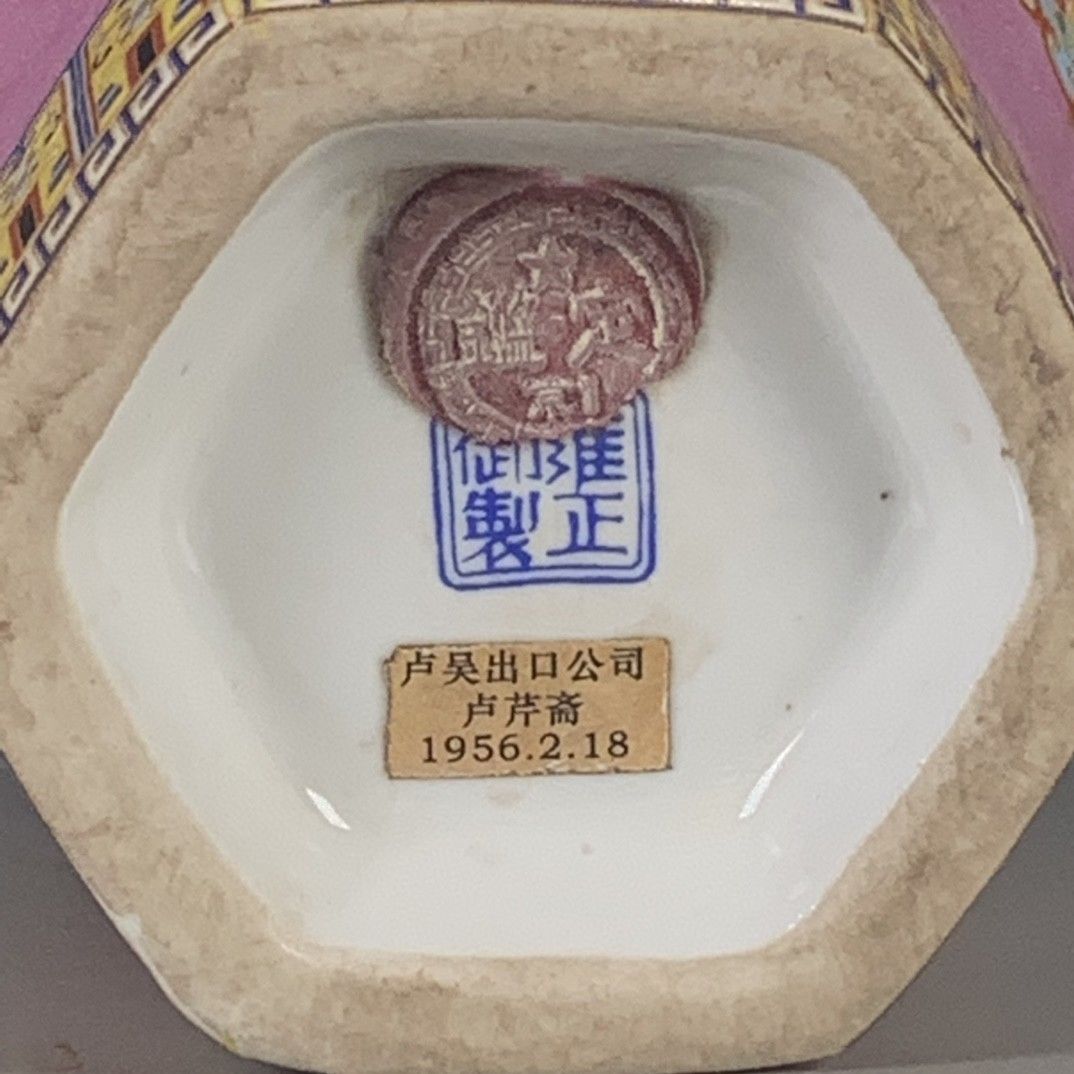 雍正
御製
卢吴出口公司
卢芹斋
1956.2.18